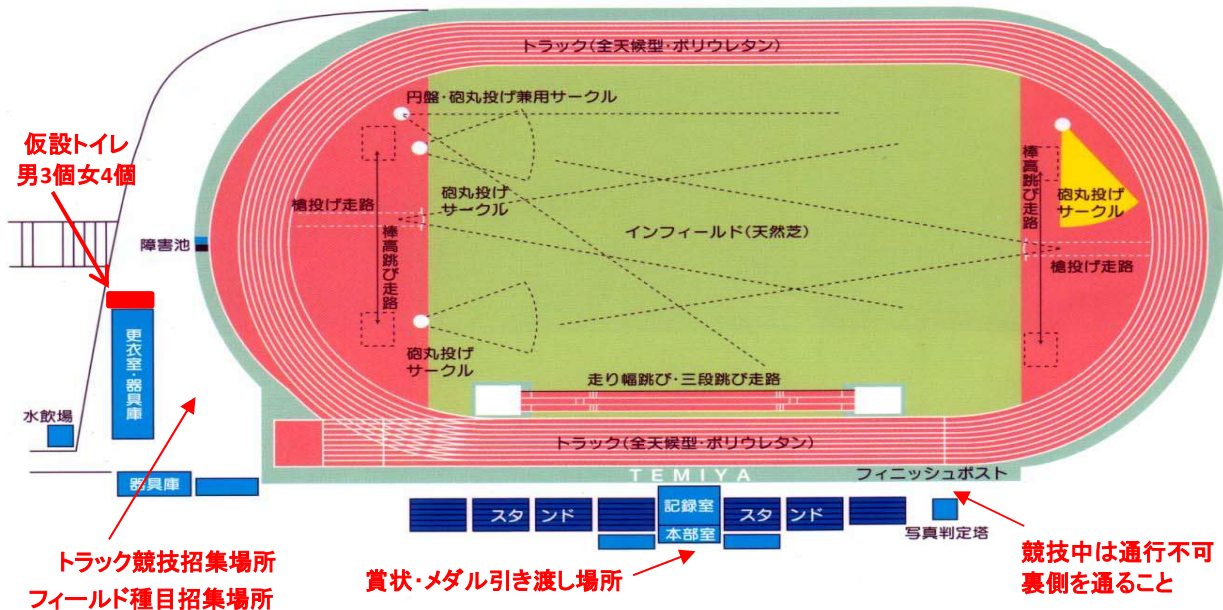 トラック(全天候型・ポリウレタン)
円盤・砲丸投げ兼用サークル
仮設トイレ
男3個女4個
砲丸投げ
サークル
槍投げ走路
棒高跳び走路
障害池
インフィールド(天然芝)
棒高跳び走路
砲丸投げ
サークル
槍投げ走路
更衣室・器具庫
砲丸投げ
サークル
走り幅跳び・三段跳び走路
水飲場
トラック(全天候型・ポリウレタン)
TEMIYA
フィニッシュポスト
器具庫
スタンド
記録室
本部室
スタンド
写真判定塔
トラック競技招集場所
フィールド種目招集場所
賞状・メダル引き渡し場所
競技中は通行不可
裏側を通ること